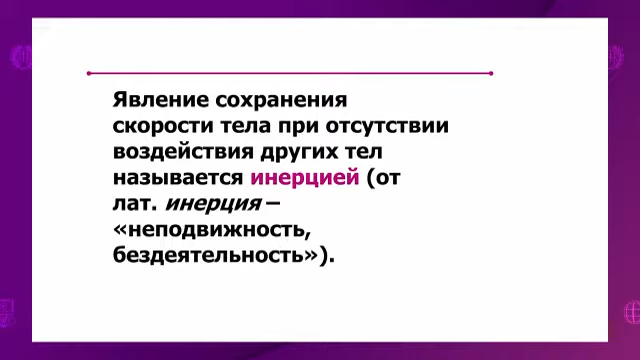 Явление сохранения
скорости тела при отсутствии
воздействия других тел
называется инерцией (от
лат. инерция –
«неподвижность,
бездеятельность»).